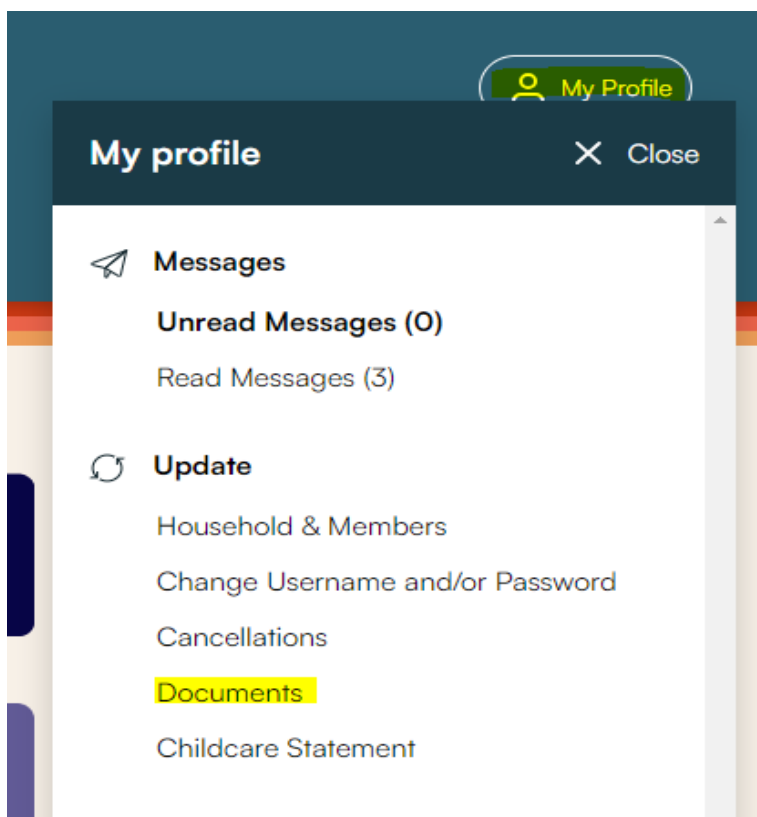 My Profile
My profile
Close
Messages
Unread Messages (0)
Read Messages (3)
Update
Household & Members
Change Username and/or Password
Cancellations
Documents
Childcare Statement